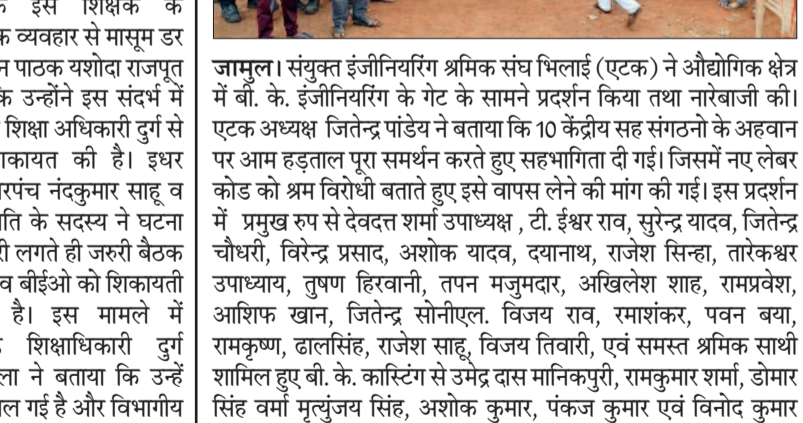 इस शिक्षक के
व्यवहार से मासूम डर
पाठक यशोदा राजपूत
उन्होंने इस संदर्भ में
शिक्षा अधिकारी दुर्ग से
की है। इधर
नंदकुमार साहू व
के सदस्य ने घटना
लगते ही जरुरी बैठक
व बीईओ को शिकायती
है। इस मामले में
शिक्षाधिकारी दुर्ग
ने बताया कि उन्हें
गई है और विभागीय
जामुल। संयुक्त इंजीनियरिंग श्रमिक संघ भिलाई (एटक) ने औद्योगिक क्षेत्र
में बी. के. इंजीनियरिंग के गेट के सामने प्रदर्शन किया तथा नारेबाजी की।
एटक अध्यक्ष जितेन्द्र पांडेय ने बताया कि 10 केंद्रीय सह संगठनो के अहवान
पर आम हड़ताल पूरा समर्थन करते हुए सहभागिता दी गई। जिसमें नए लेबर
कोड को श्रम विरोधी बताते हुए इसे वापस लेने की मांग की गई। इस प्रदर्शन
में प्रमुख रुप से देवदत्त शर्मा उपाध्यक्ष , टी. ईश्वर राव, सुरेन्द्र यादव, जितेन्द्र
चौधरी, विरेन्द्र प्रसाद, अशोक यादव, दयानाथ, राजेश सिन्हा, तारेकश्वर
उपाध्याय, तुषण हिरवानी, तपन मजुमदार, अखिलेश शाह, रामप्रवेश,
आशिफ खान, जितेन्द्र सोनीएल. विजय राव, रमाशंकर, पवन बया,
रामकृष्ण, ढालसिंह, राजेश साहू, विजय तिवारी, एवं समस्त श्रमिक साथी
शामिल हुए बी. के. कास्टिंग से उमेद्र दास मानिकपुरी, रामकुमार शर्मा, डोमार
सिंह वर्मा मृत्युंजय सिंह, अशोक कुमार, पंकज कुमार एवं विनोद कुमार